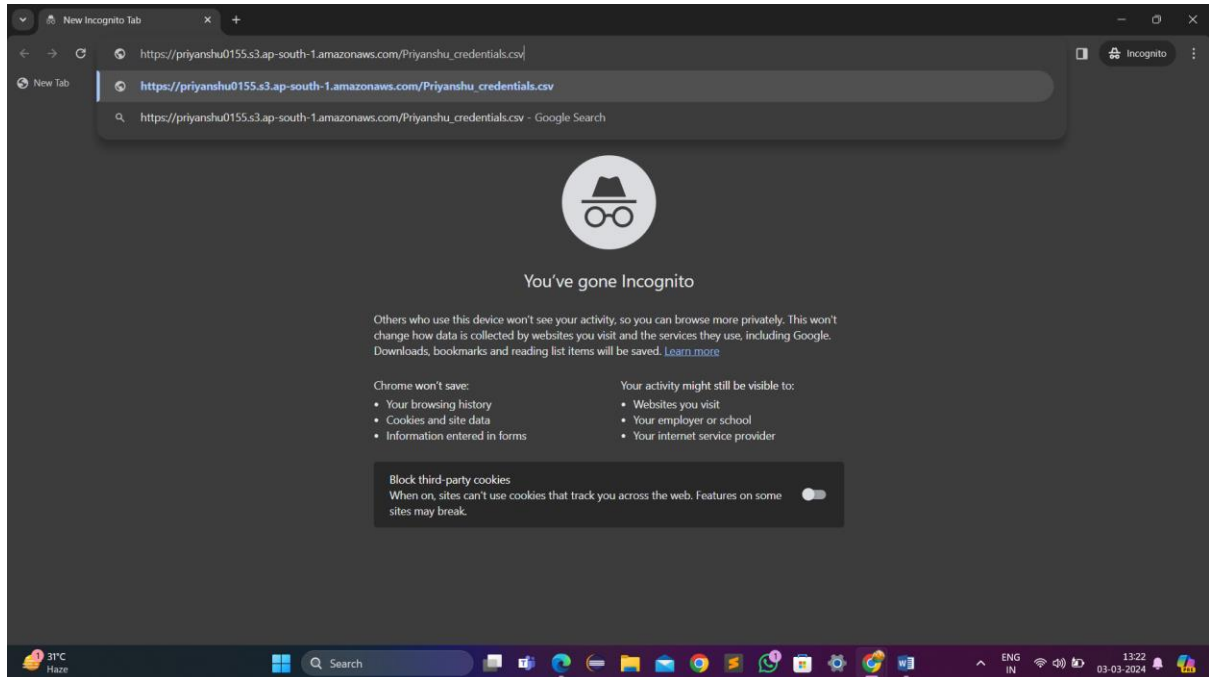 New Incognito Tab
https://priyanshu0155.s3.ap-south-1.amazonaws.com/Priyanshu_credentials.csv
Incognito
New Tab
https://priyanshu0155.s3.ap-south-1.amazonaws.com/Priyanshu_credentials.csv
https://priyanshu0155.s3.ap-south-1.amazonaws.com/Priyanshu_credentials.csv - Google Search
You've gone Incognito
Others who use this device won't see your activity, so you can browse more privately. This won't
change how data is collected by websites you visit and the services they use, including Google.
Downloads, bookmarks and reading list items will be saved. Learn more
Chrome won't save:
• Your browsing history
• Cookies and site data
• Information entered in forms
Your activity might still be visible to:
• Websites you visit
• Your employer or school
• Your internet service provider
Block third-party cookies
When on, sites can't use cookies that track you across the web. Features on some
sites may break.
1
31°C
Haze
Search
1
ENG
IN
13:22
03-03-2024